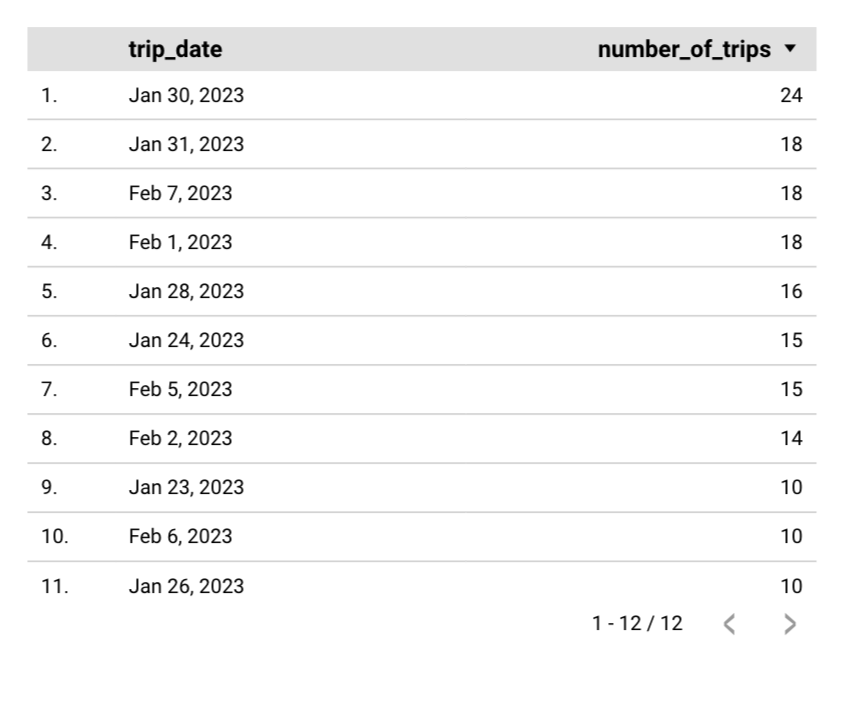 trip_date number_of_trips
1. Jan 30, 2023 24
2. Jan 31, 2023 18
3. Feb 7, 2023 18
4. Feb 1, 2023 18
5. Jan 28, 2023 16
6. Jan 24, 2023 15
7. Feb 5, 2023 15
8. Feb 2, 2023 14
9. Jan 23, 2023 10
10. Feb 6, 2023 10
11. Jan 26, 2023 10
1 - 12 / 12